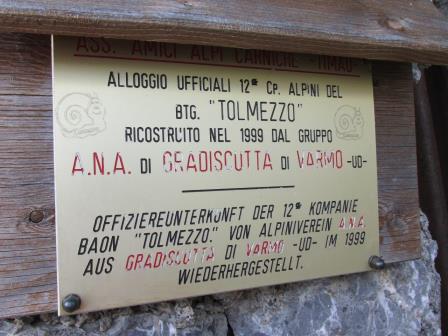 ASS. AMICI ALPI CARNICHE -TIMAU-
ALLOGGIO UFFICIALI 12ª CP. ALPINI DEL
BTG. "TOLMEZZO"
RICOSTRUITO NEL 1999 DAL GRUPPO
A.N.A. DI GRADISCUTTA DI VARMO -UD-
OFFIZIEREUNTERKUNFT DER 12ª KOMPANIE
BAON "TOLMEZZO". VON ALPINIVEREIN A.N.A.
AUS GRADISCUTTA DI VARMO -UD- IM 1999
WIEDERHERGESTELLT.